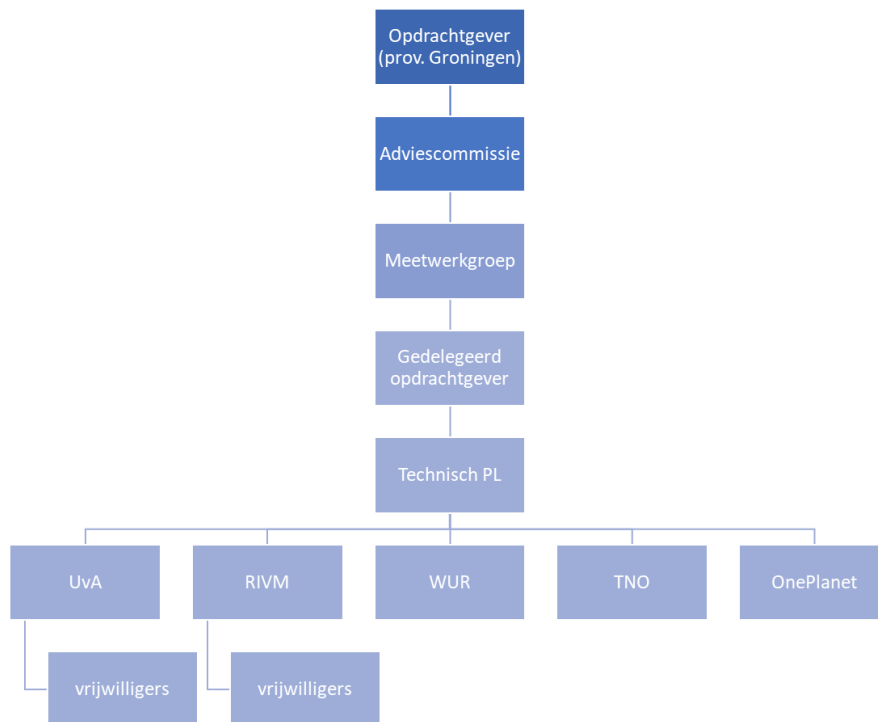 Opdrachtgever
(prov. Groningen)
Adviescommissie
Meetwerkgroep
Gedelegeerd
opdrachtgever
Technisch PL
UvA
RIVM
WUR
TNO
OnePlanet
vrijwilligers
vrijwilligers